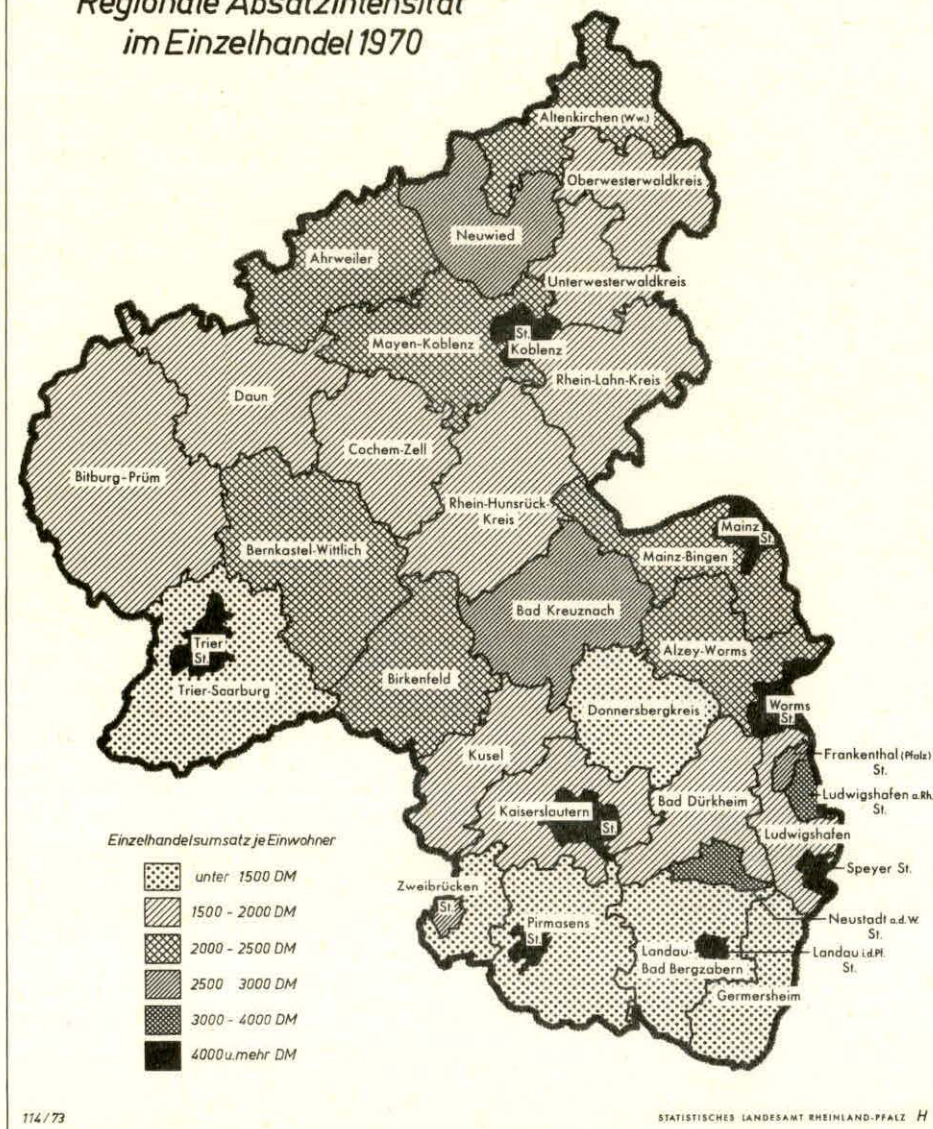 Regionale Absatzintensität
im Einzelhandel 1970
Altenkirchen (Ww.)
Oberwesterwaldkreis
Neuwied
Ahrweiler
Unterwesterwaldkreis
Mayen-Koblenz
St.
Koblenz
Rhein-Lahn-Kreis
Daun
Cochem-Zell
Bitburg-Prüm
Rhein-Hunsrück-
Kreis
Mainz
St.
Bernkastel-Wittlich
Mainz-Bingen
Bad Kreuznach
Trier
St.
Alzey-Worms
Birkenfeld
Trier-Saarburg
Donnersbergkreis
Worms
St.
Kusel
Frankenthal (Pfalz)
St.
Ludwigshafen a.Rh.
St.
Kaiserslautern
St.
Bad Dürkheim
Ludwigshafen
Speyer St.
Zweibrücken
St.
Neustadt a.d.W.
St.
Pirmasens
St.
Landau-
Bad Bergzabern
Landau i.d.Pf.
St.
Germersheim
Einzelhandelsumsatz je Einwohner
unter 1500 DM
1500 - 2000 DM
2000 - 2500 DM
2500 3000 DM
3000 - 4000 DM
4000 u. mehr DM
114/73
STATISTISCHES LANDESAMT RHEINLAND-PFALZ H